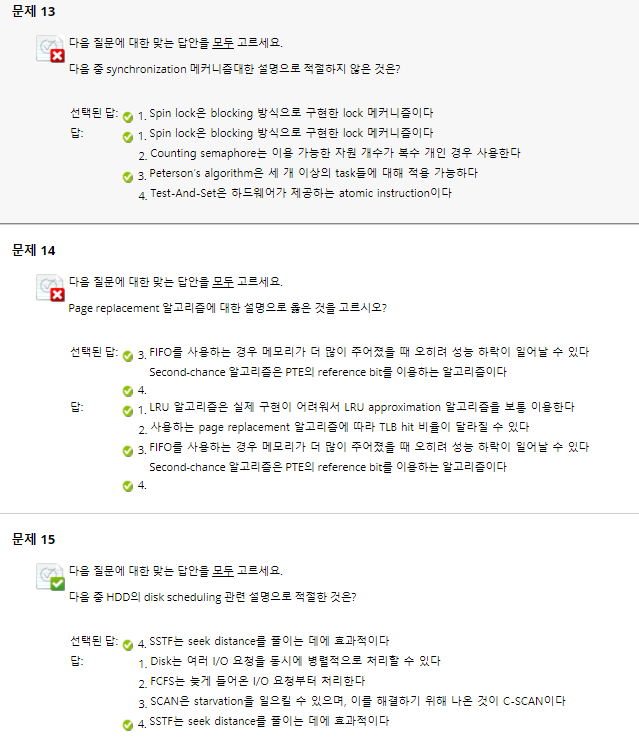 문제 13
다음 질문에 대한 맞는 답안을 모두 고르세요.
다음 중 synchronization 메커니즘대한 설명으로 적절하지 않은 것은?
선택된 답: 1. Spin lock은 blocking 방식으로 구현한 lock 메커니즘이다
답: 1. Spin lock은 blocking 방식으로 구현한 lock 메커니즘이다
2. Counting semaphore는 이용 가능한 자원 개수가 복수 개인 경우 사용한다
3. Peterson's algorithm은 세 개 이상의 task들에 대해 적용 가능하다
4. Test-And-Set은 하드웨어가 제공하는 atomic instruction이다
문제 14
다음 질문에 대한 맞는 답안을 모두 고르세요.
Page replacement 알고리즘에 대한 설명으로 옳은 것을 고르시오?
선택된 답: 3. FIFO를 사용하는 경우 메모리가 더 많이 주어졌을 때 오히려 성능 하락이 일어날 수 있다
Second-chance 알고리즘은 PTE의 reference bit를 이용하는 알고리즘이다
4.
답: 1. LRU 알고리즘은 실제 구현이 어려워서 LRU approximation 알고리즘을 보통 이용한다
2. 사용하는 page replacement 알고리즘에 따라 TLB hit 비율이 달라질 수 있다
3. FIFO를 사용하는 경우 메모리가 더 많이 주어졌을 때 오히려 성능 하락이 일어날 수 있다
Second-chance 알고리즘은 PTE의 reference bit를 이용하는 알고리즘이다
4.
문제 15
다음 질문에 대한 맞는 답안을 모두 고르세요.
다음 중 HDD의 disk scheduling 관련 설명으로 적절한 것은?
선택된 답: 4. SSTF는 seek distance를 줄이는 데에 효과적이다
답: 1. Disk는 여러 I/O 요청을 동시에 병렬적으로 처리할 수 있다
2. FCFS는 늦게 들어온 I/O 요청부터 처리한다
3. SCAN은 starvation을 일으킬 수 있으며, 이를 해결하기 위해 나온 것이 C-SCAN이다
4. SSTF는 seek distance를 줄이는 데에 효과적이다